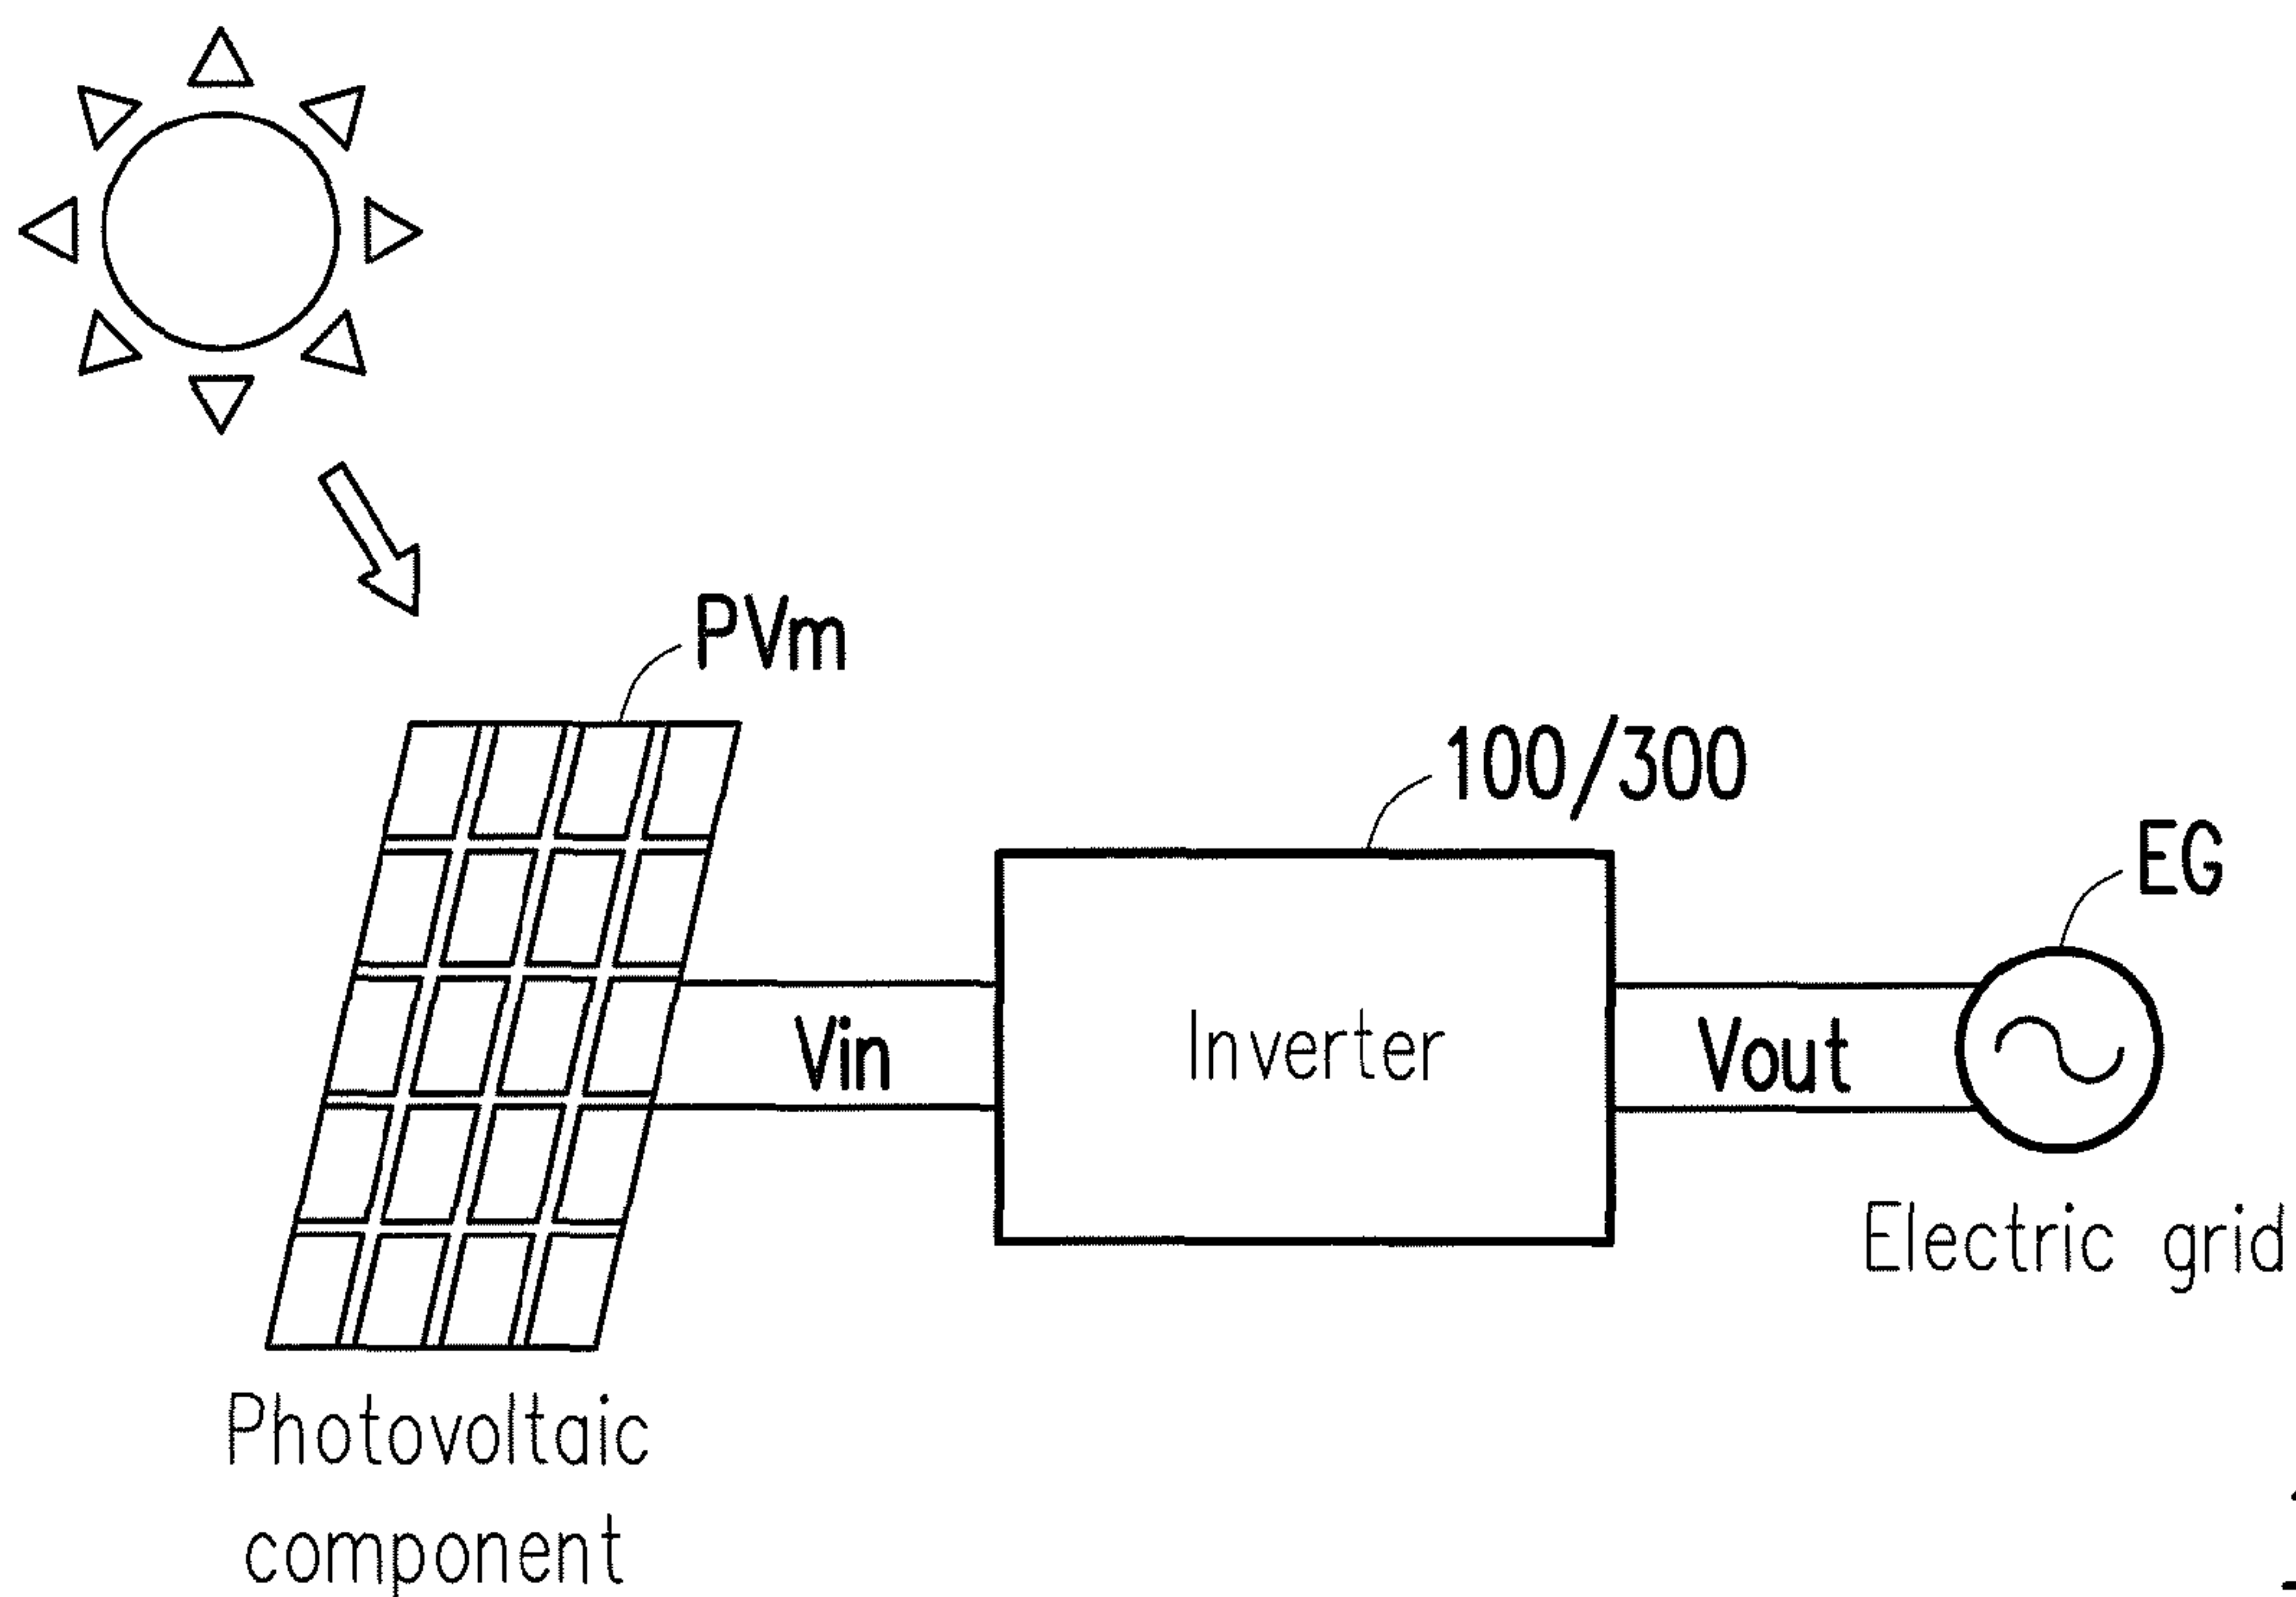 PVm
100/300
EG
Vin
Inverter
Vout
Electric grid
Photovoltaic
component